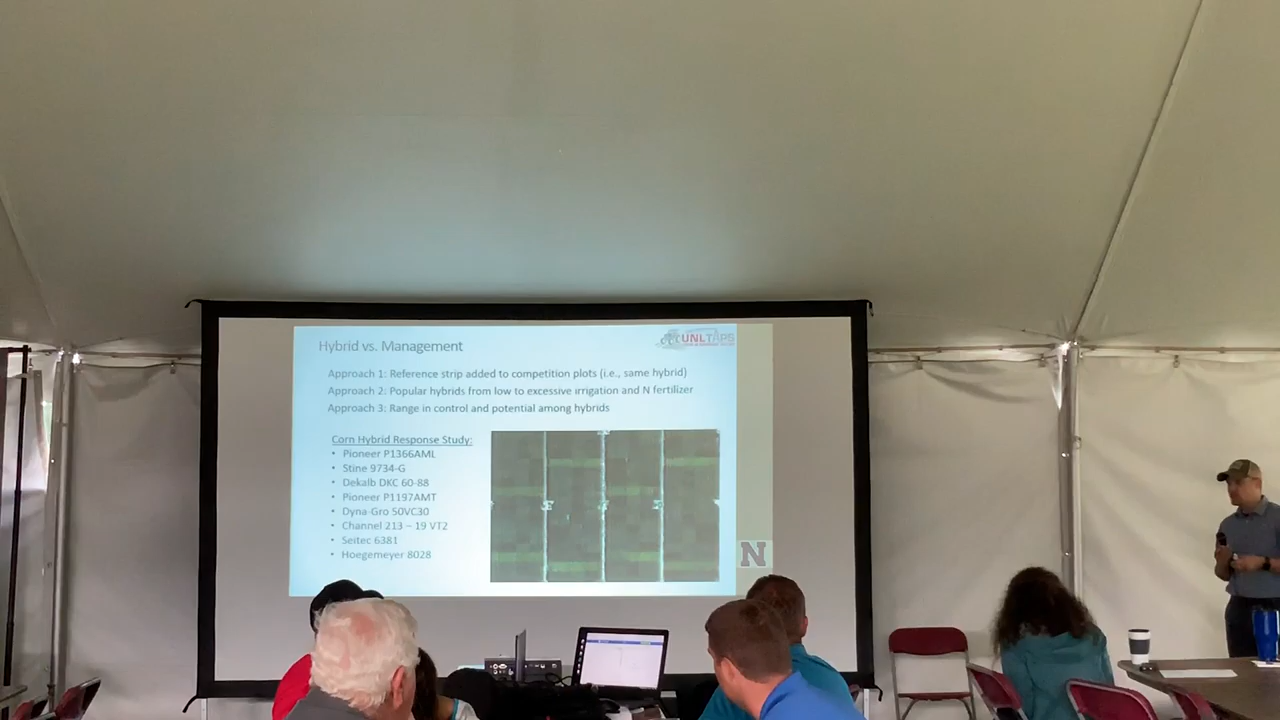 Hybrid vs. Management
UNLTAPS
Approach 1: Reference strip added to competition plots (i.e., same hybrid)
Approach 2: Popular hybrids from low to excessive irrigation and N fertilizer
Approach 3: Range in control and potential among hybrids
Corn Hybrid Response Study:
• Pioneer P1366AML
• Stine 9734-G
• Dekalb DKC 60-88
• Pioneer P1197AMT
• Dyna-Gro 50VC30
• Channel 213 – 19 VT2
• Seitec 6381
• Hoegemeyer 8028
N